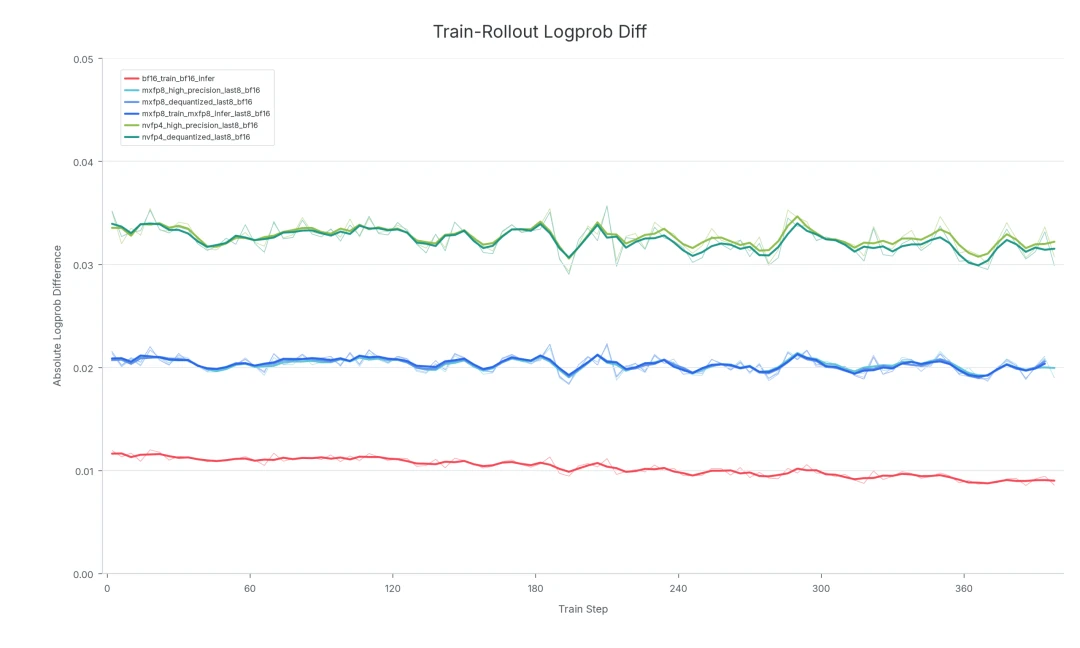 Train-Rollout Logprob Diff
0.05
bf16_train_bf16_infer
mxfp8_high_precision_last8_bf16
mxfp8_dequantized_last8_bf16
mxfp8_train_mxfp8_infer_last8_bf16
nvfp4_high_precision_last8_bf16
nvfp4_dequantized_last8_bf16
0.04
0.03
Absolute Logprob Difference
0.02
0.01
0.00
0 60 120 180 240 300 360
Train Step